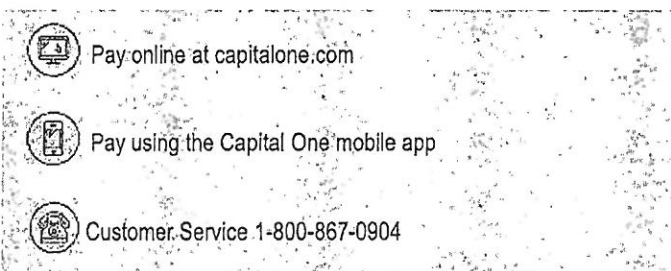 Pay online at capitalone.com
Pay using the Capital One mobile app
Customer Service 1-800-867-0904